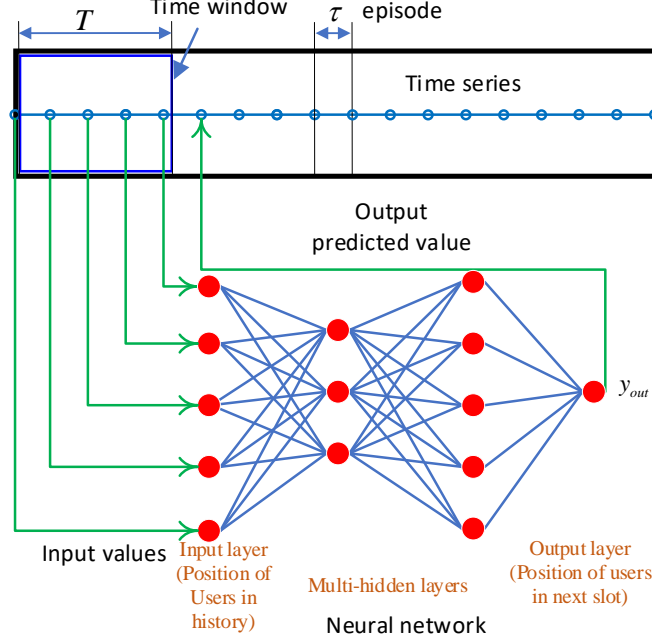 T
Time window
τ
episode
Time series
Output
predicted value
y_out
Input values
Input layer
(Position of
Users in
history)
Multi-hidden layers
Output layer
(Position of users
in next slot)
Neural network